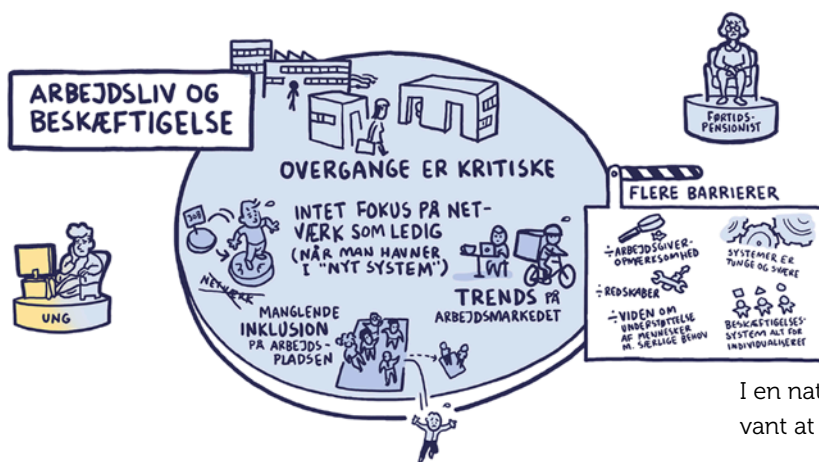 ARBEJDSLIV OG
BESKÆFTIGELSE
FØRTIDS-
PENSIONIST
OVERGANGE ER KRITISKE
INTET FOKUS PÅ NET-
VÆRK SOM LEDIG
(NÅR MAN HAVNER
I "NYT SYSTEM")
JOB
NETVÆRK
UNG
MANGLENDE
INKLUSION
PÅ ARBEJDS-
PLADSEN
TRENDS PÅ
ARBEJDSMARKEDET
FLERE BARRIERER
÷ARBEJDSGIVER-
OPMÆRKSOMHED
÷REDSKABER
÷VIDEN OM
UNDERSTØTTELSE
AF MENNESKER
M. SÆRLIGE BEHOV
SYSTEMER ER
TUNGE OG SVÆRE
BESKÆFTIGELSES-
SYSTEM ALT FOR
INDIVIDUALISERET
I en nat
vant at